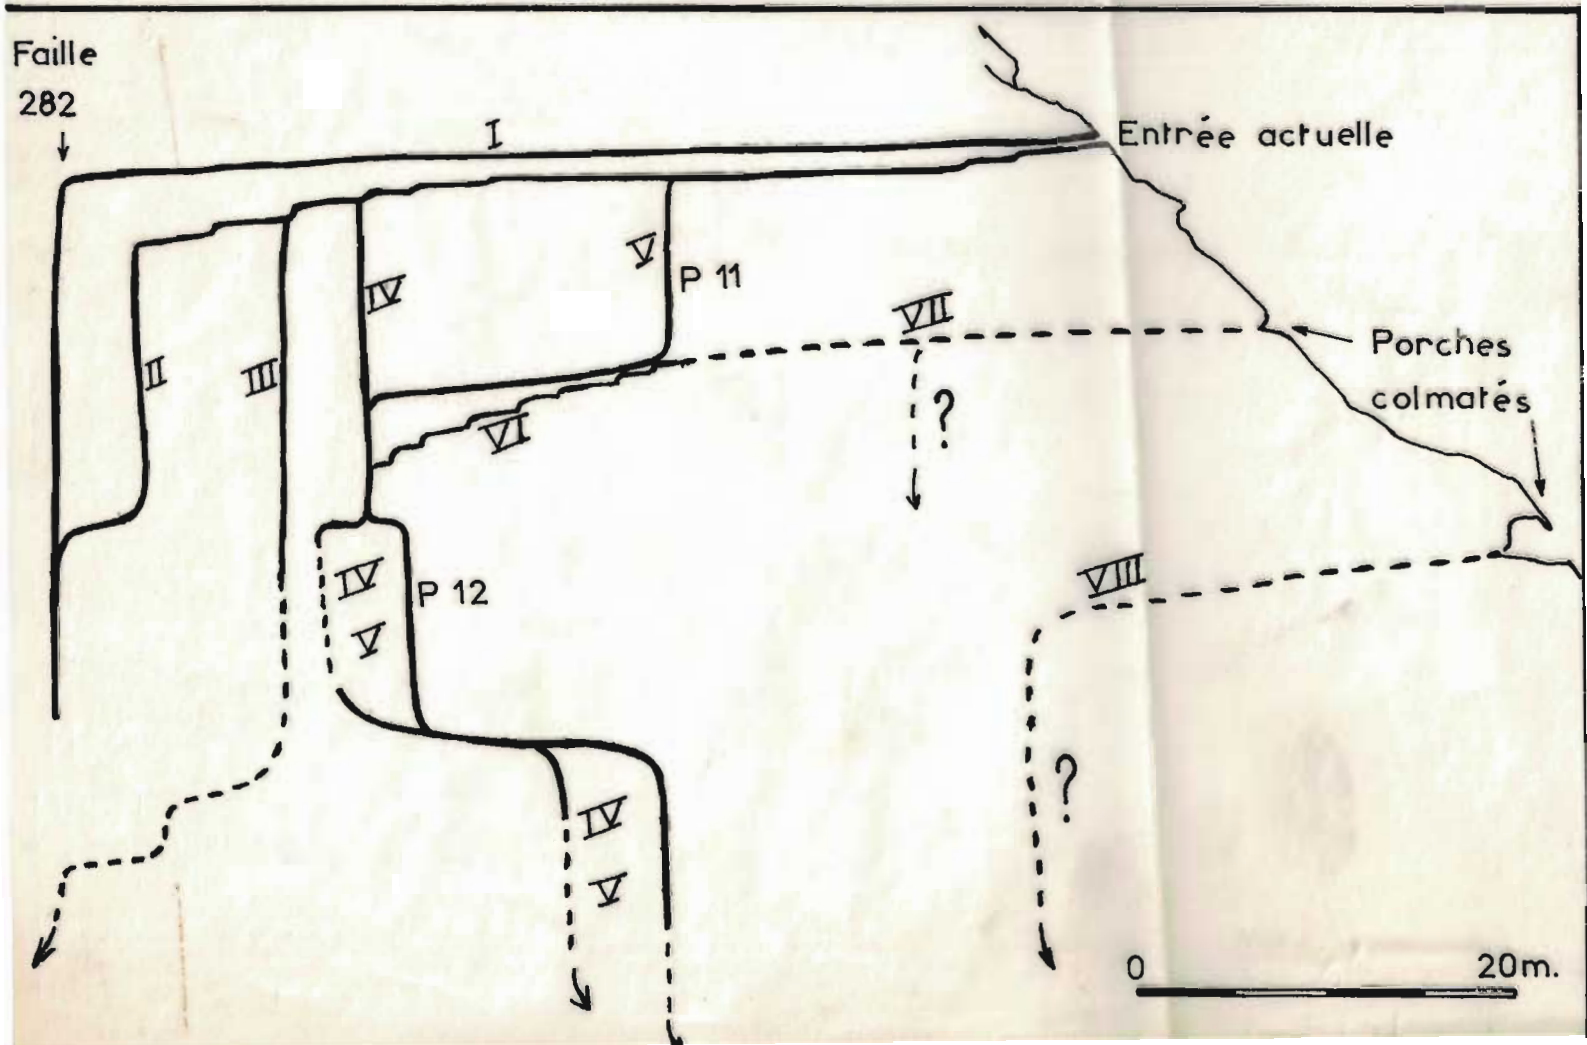 Faille
282
I
Entrée actuelle
V
P 11
IV
VII
II
III
Porches
colmatés
VI
?
IV
P 12
V
VIII
?
IV
V
0 20m.